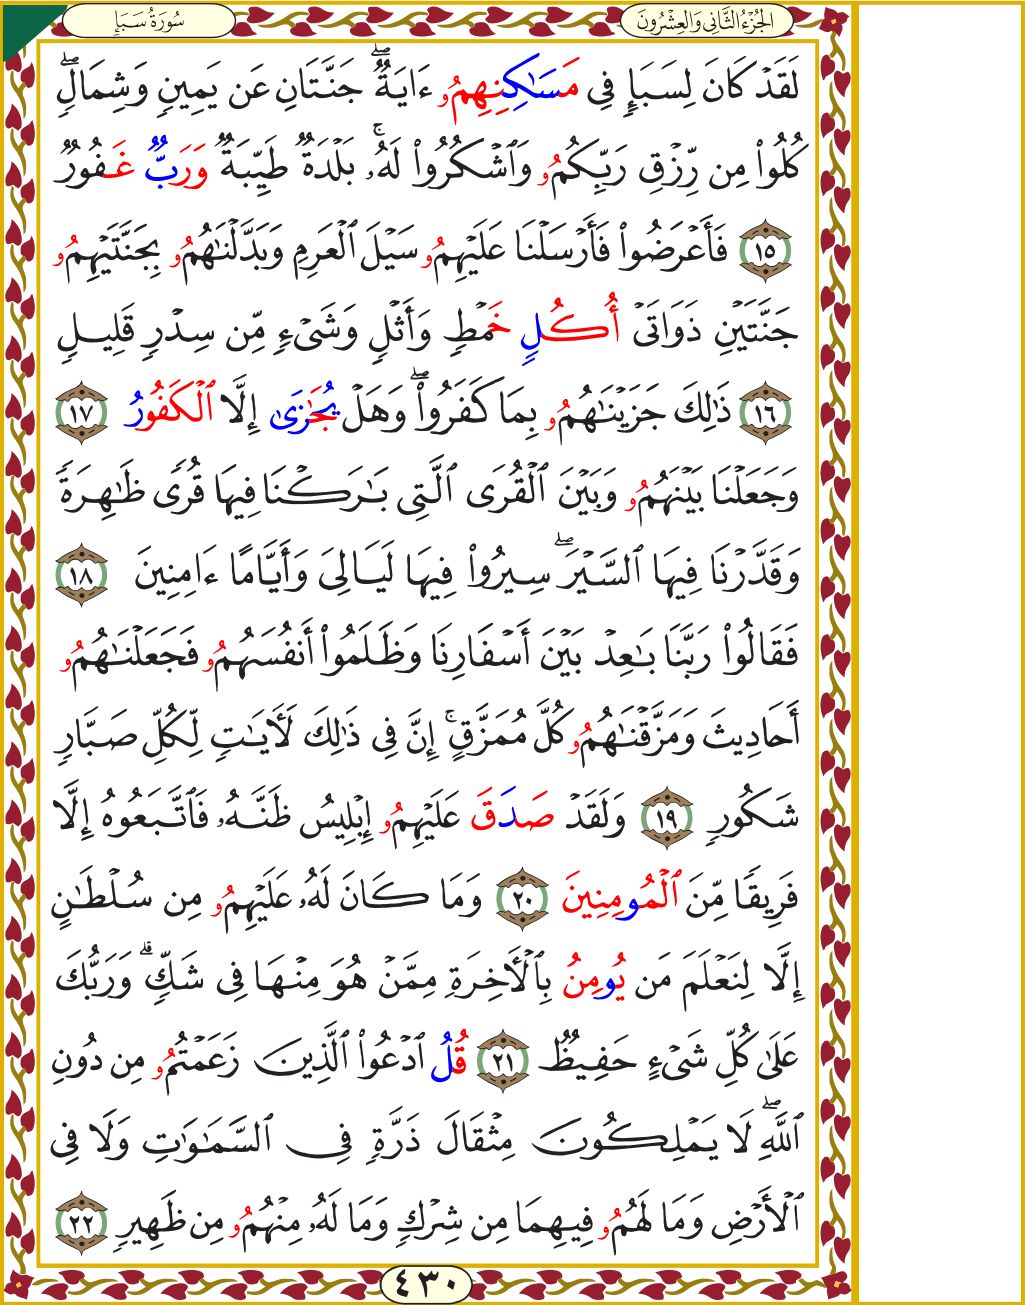 الجُزْءُ الثَّانِي وَالعِشْرُونَ
سُورَةُ سَبَإٍ
لَقَدْ كَانَ لِسَبَإٍ فِي مَسَٰكِنِهِمُۥ ءَايَةٌۖ جَنَّتَانِ عَن يَمِينٍ وَشِمَالٍۖ
كُلُوا۟ مِن رِّزْقِ رَبِّكُمُۥ وَٱشْكُرُوا۟ لَهُۥۚ بَلْدَةٌ طَيِّبَةٌ وَرَبٌّ غَفُورٌ
١٥ فَأَعْرَضُوا۟ فَأَرْسَلْنَا عَلَيْهِمُۥ سَيْلَ ٱلْعَرِمِ وَبَدَّلْنَٰهُمُۥ بِجَنَّتَيْهِمُۥ
جَنَّتَيْنِ ذَوَاتَىْ أُكُلٍ خَمْطٍ وَأَثْلٍ وَشَىْءٍ مِّن سِدْرٍ قَلِيلٍ
١٦ ذَٰلِكَ جَزَيْنَٰهُمُۥ بِمَا كَفَرُوا۟ۖ وَهَلْ يُجَٰزَىٰ إِلَّا ٱلْكَفُورُ ١٧
وَجَعَلْنَا بَيْنَهُمُۥ وَبَيْنَ ٱلْقُرَى ٱلَّتِى بَٰرَكْنَا فِيهَا قُرًى ظَٰهِرَةً
وَقَدَّرْنَا فِيهَا ٱلسَّيْرَۖ سِيرُوا۟ فِيهَا لَيَالِىَ وَأَيَّامًا ءَامِنِينَ ١٨
فَقَالُوا۟ رَبَّنَا بَٰعِدْ بَيْنَ أَسْفَارِنَا وَظَلَمُوا۟ أَنفُسَهُمُۥ فَجَعَلْنَٰهُمُۥ
أَحَادِيثَ وَمَزَّقْنَٰهُمُۥ كُلَّ مُمَزَّقٍۚ إِنَّ فِى ذَٰلِكَ لَأٓيَٰتٍ لِّكُلِّ صَبَّارٍ
شَكُورٍ ١٩ وَلَقَدْ صَدَقَ عَلَيْهِمُۥ إِبْلِيسُ ظَنَّهُۥ فَٱتَّبَعُوهُ إِلَّا
فَرِيقًا مِّنَ ٱلْمُومِنِينَ ٢٠ وَمَا كَانَ لَهُۥ عَلَيْهِمُۥ مِن سُلْطَٰنٍ
إِلَّا لِنَعْلَمَ مَن يُومِنُ بِٱلْأٓخِرَةِ مِمَّنْ هُوَ مِنْهَا فِى شَكٍّۗ وَرَبُّكَ
عَلَىٰ كُلِّ شَىْءٍ حَفِيظٌ ٢١ قُلُ ٱدْعُوا۟ ٱلَّذِينَ زَعَمْتُمُۥ مِن دُونِ
ٱللَّهِۖ لَا يَمْلِكُونَ مِثْقَالَ ذَرَّةٍ فِى ٱلسَّمَٰوَٰتِ وَلَا فِى
ٱلْأَرْضِ وَمَا لَهُمُۥ فِيهِمَا مِن شِرْكٍ وَمَا لَهُۥ مِنْهُمُۥ مِن ظَهِيرٍ ٢٢
٤٣٠